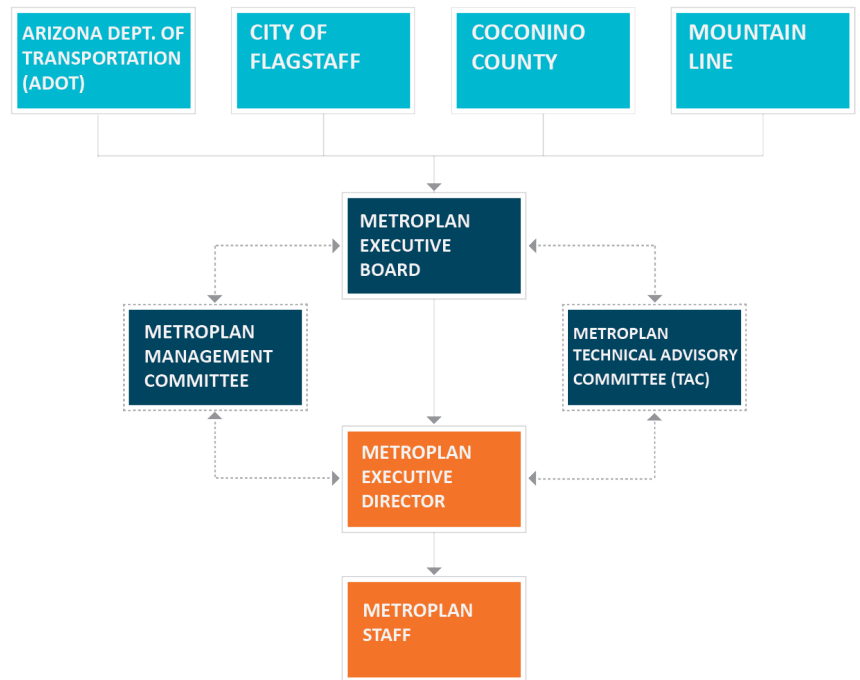 ARIZONA DEPT. OF
TRANSPORTATION
(ADOT)
CITY OF
FLAGSTAFF
COCONINO
COUNTY
MOUNTAIN
LINE
METROPLAN
EXECUTIVE
BOARD
METROPLAN
MANAGEMENT
COMMITTEE
METROPLAN
TECHNICAL ADVISORY
COMMITTEE (TAC)
METROPLAN
EXECUTIVE
DIRECTOR
METROPLAN
STAFF